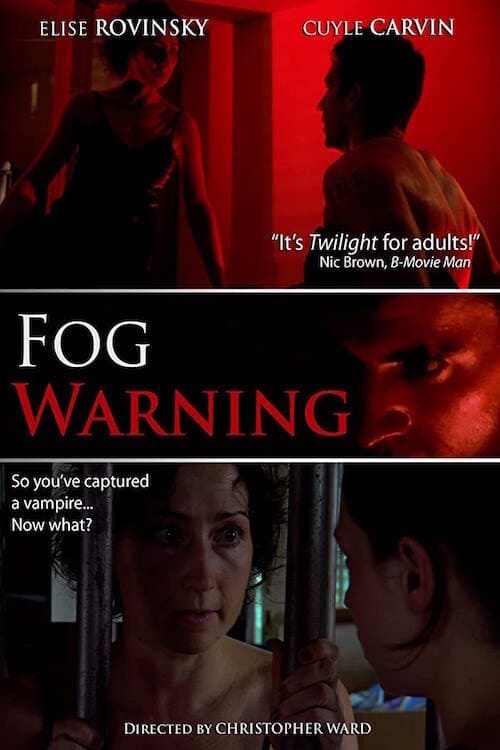 ELISE ROVINSKY CUYLE CARVIN
“It’s Twilight for adults!”
Nic Brown, B-Movie Man
FOG
WARNING
So you’ve captured
a vampire...
Now what?
DIRECTED BY CHRISTOPHER WARD